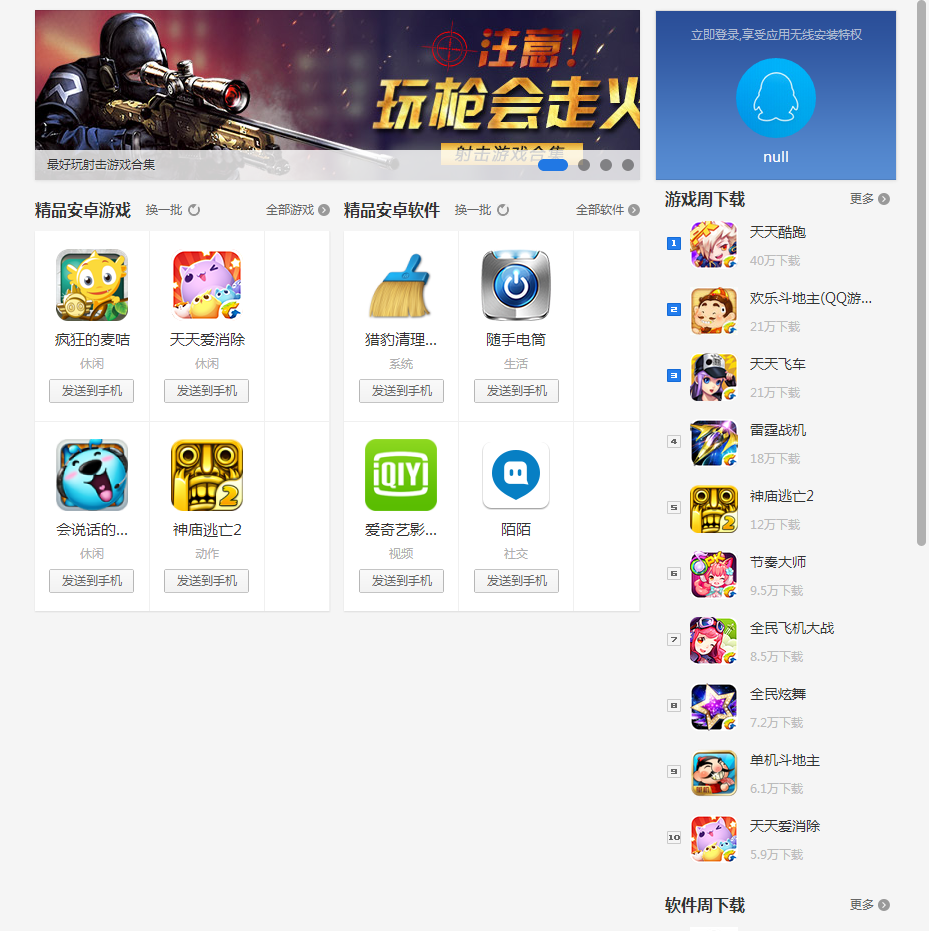 注意！
玩枪会走火
射击游戏合集
最好玩射击游戏合集
立即登录,享受应用无线安装特权
null
精品安卓游戏 换一批 全部游戏
疯狂的麦咭
休闲
发送到手机
天天爱消除
休闲
发送到手机
会说话的...
休闲
发送到手机
2
神庙逃亡2
动作
发送到手机
精品安卓软件 换一批 全部软件
猎豹清理...
系统
发送到手机
随手电筒
生活
发送到手机
iQIYI
爱奇艺影...
视频
发送到手机
陌陌
社交
发送到手机
游戏周下载 更多
1 天天酷跑
40万下载
2 欢乐斗地主(QQ游...
21万下载
3 天天飞车
21万下载
4 雷霆战机
18万下载
5 神庙逃亡2
12万下载
6 节奏大师
9.5万下载
7 全民飞机大战
8.5万下载
8 全民炫舞
7.2万下载
9 单机斗地主
6.1万下载
10 天天爱消除
5.9万下载
软件周下载 更多